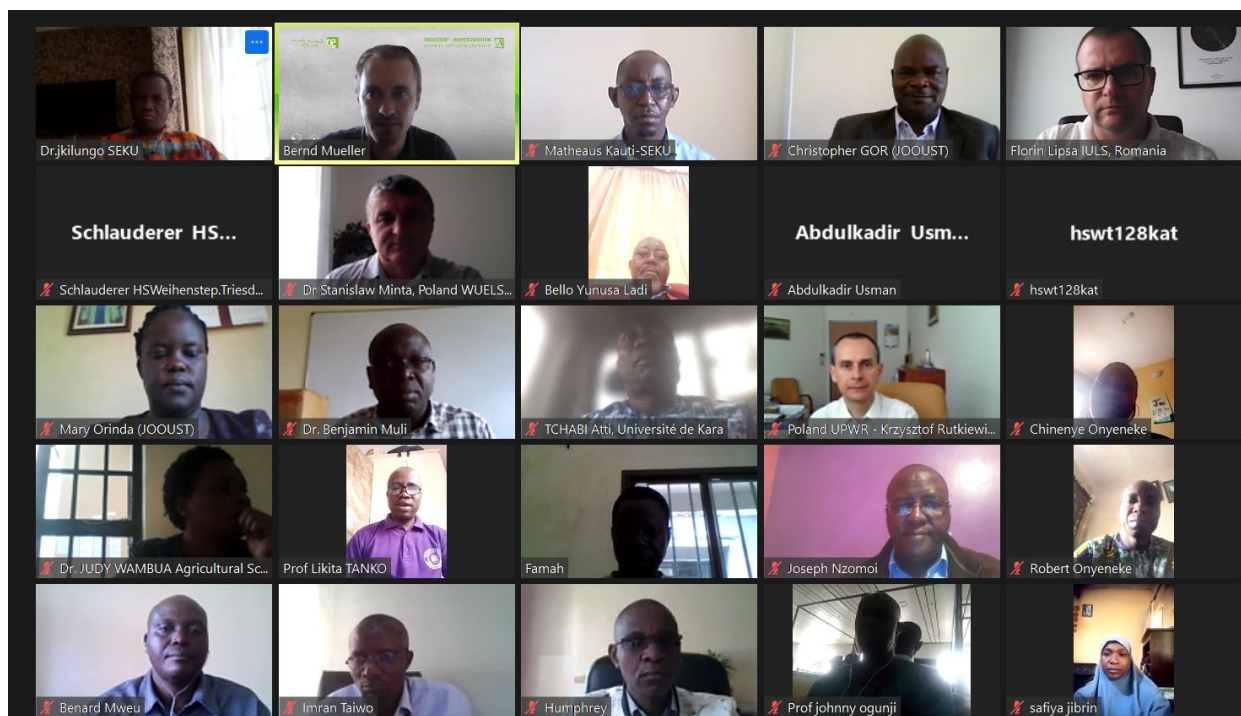 Dr.jkilungo SEKU
Bernd Mueller
Matheaus Kauti-SEKU
Christopher GOR (JOOUST)
Florin Lipsa IULS, Romania
Schlauderer HS...
Schlauderer HSWeihenstep.Triesd...
Dr Stanislaw Minta, Poland WUELS...
Bello Yunusa Ladi
Abdulkadir Usm...
Abdulkadir Usman
hswt128kat
hswt128kat
Mary Orinda (JOOUST)
Dr. Benjamin Muli
TCHABI Atti, Université de Kara
Poland UPWR - Krzysztof Rutkiewi...
Chinenye Onyeneke
Dr. JUDY WAMBUA Agricultural Sc...
Prof Likita TANKO
Famah
Joseph Nzomoi
Robert Onyeneke
Benard Mweu
Imran Taiwo
Humphrey
Prof johnny ogunji
safiya jibrin